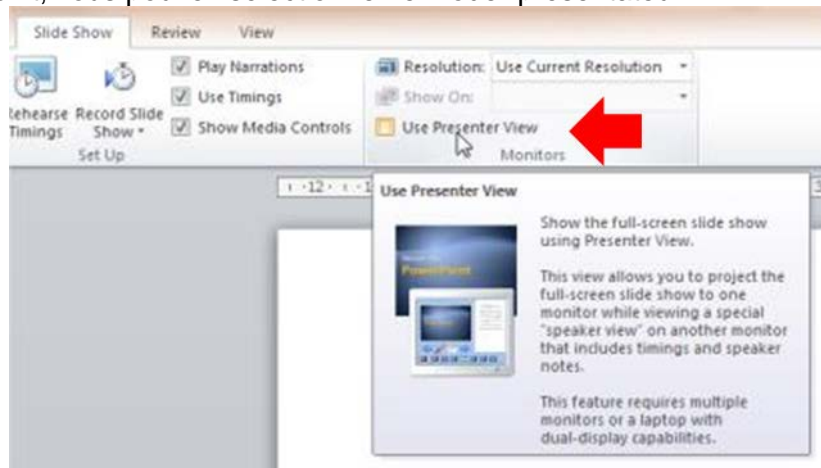 Slide Show Review View
Play Narrations
Use Timings
Show Media Controls
ehearse Record Slide
Timings Show
Set Up
Resolution: Use Current Resolution
Show On:
Use Presenter View
Monitors
12
Use Presenter View
PowerPoint
Show the full-screen slide show
using Presenter View.
This view allows you to project the
full-screen slide show to one
monitor while viewing a special
"speaker view" on another monitor
that includes timings and speaker
notes.
This feature requires multiple
monitors or a laptop with
dual-display capabilities.